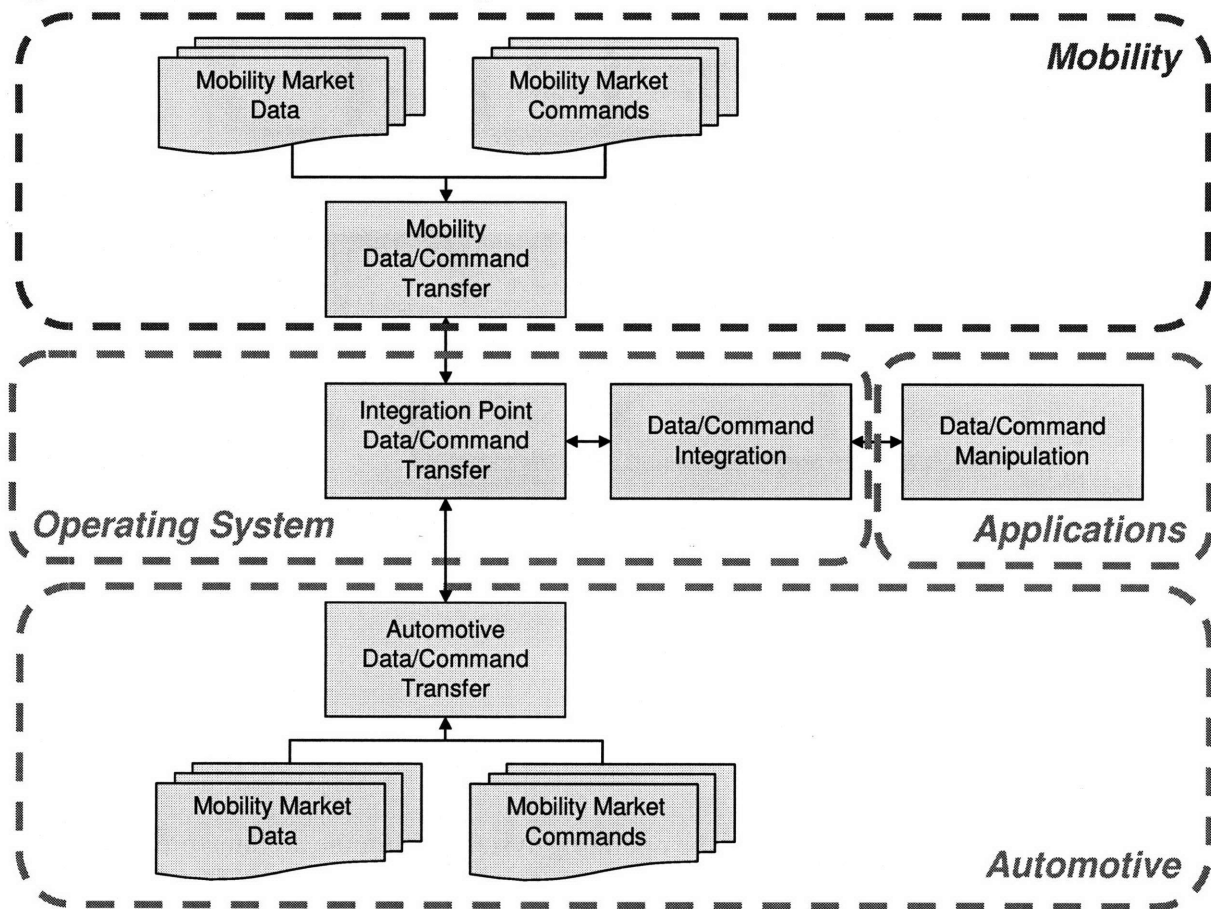 Mobility
Mobility Market
Data
Mobility Market
Commands
Mobility
Data/Command
Transfer
Integration Point
Data/Command
Transfer
Data/Command
Integration
Data/Command
Manipulation
Operating System
Applications
Automotive
Data/Command
Transfer
Mobility Market
Data
Mobility Market
Commands
Automotive